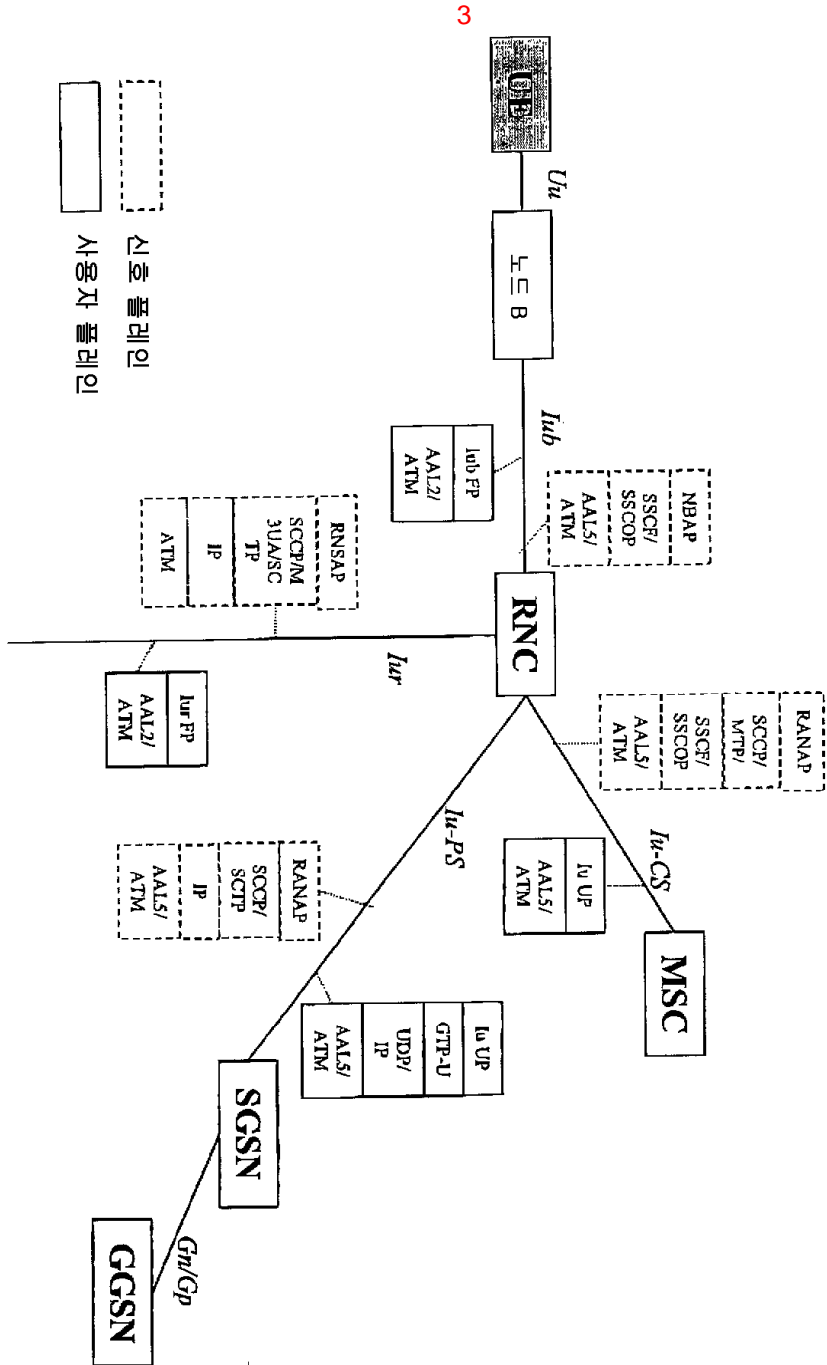 3
UE
Uu
노드 B
Iub
NBAP
SSCF/
SSCOP
AAL5/
ATM
Iub FP
AAL2/
ATM
RNC
RANAP
SCCP/
MTP/
SSCF/
SSCOP
AAL5/
ATM
Iu-CS
Iu UP
AAL5/
ATM
MSC
RNSAP
SCCP/M
3UA/SC
TP
IP
ATM
Iur
Iur FP
AAL2/
ATM
Iu-PS
RANAP
SCCP/
SCTP
IP
AAL5/
ATM
Iu UP
GTP-U
UDP/
IP
AAL5/
ATM
SGSN
Gn/Gp
GGSN
신호 플레인
사용자 플레인